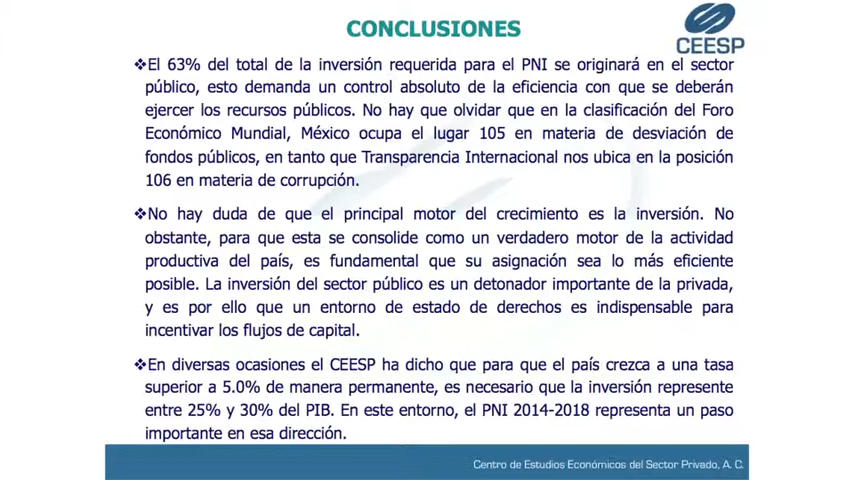 CONCLUSIONES
CEESP
❖El 63% del total de la inversión requerida para el PNI se originará en el sector
público, esto demanda un control absoluto de la eficiencia con que se deberán
ejercer los recursos públicos. No hay que olvidar que en la clasificación del Foro
Económico Mundial, México ocupa el lugar 105 en materia de desviación de
fondos públicos, en tanto que Transparencia Internacional nos ubica en la posición
106 en materia de corrupción.
❖No hay duda de que el principal motor del crecimiento es la inversión. No
obstante, para que esta se consolide como un verdadero motor de la actividad
productiva del país, es fundamental que su asignación sea lo más eficiente
posible. La inversión del sector público es un detonador importante de la privada,
y es por ello que un entorno de estado de derechos es indispensable para
incentivar los flujos de capital.
❖En diversas ocasiones el CEESP ha dicho que para que el país crezca a una tasa
superior a 5.0% de manera permanente, es necesario que la inversión represente
entre 25% y 30% del PIB. En este entorno, el PNI 2014-2018 representa un paso
importante en esa dirección.
Centro de Estudios Económicos del Sector Privado, A. C.